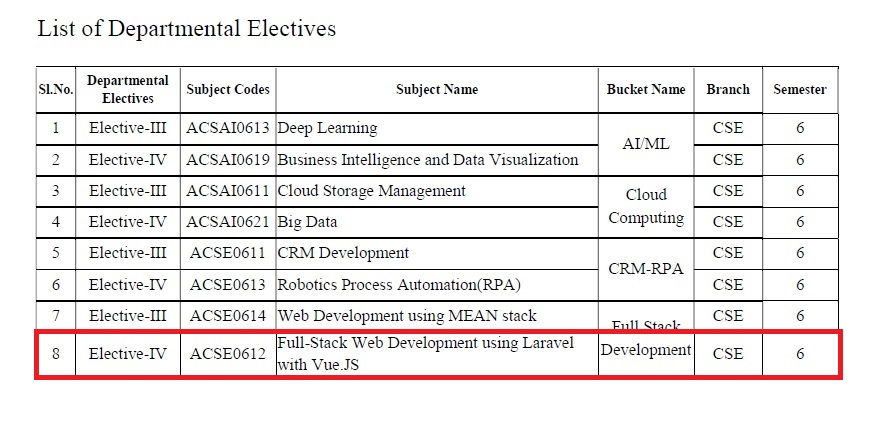 List of Departmental Electives
Sl.No. Departmental Electives Subject Codes Subject Name Bucket Name Branch Semester
1 Elective-III ACSAI0613 Deep Learning AI/ML CSE 6
2 Elective-IV ACSAI0619 Business Intelligence and Data Visualization CSE 6
3 Elective-III ACSAI0611 Cloud Storage Management Cloud Computing CSE 6
4 Elective-IV ACSAI0621 Big Data CSE 6
5 Elective-III ACSE0611 CRM Development CRM-RPA CSE 6
6 Elective-IV ACSE0613 Robotics Process Automation(RPA) CSE 6
7 Elective-III ACSE0614 Web Development using MEAN stack Full Stack Development CSE 6
8 Elective-IV ACSE0612 Full-Stack Web Development using Laravel with Vue.JS CSE 6